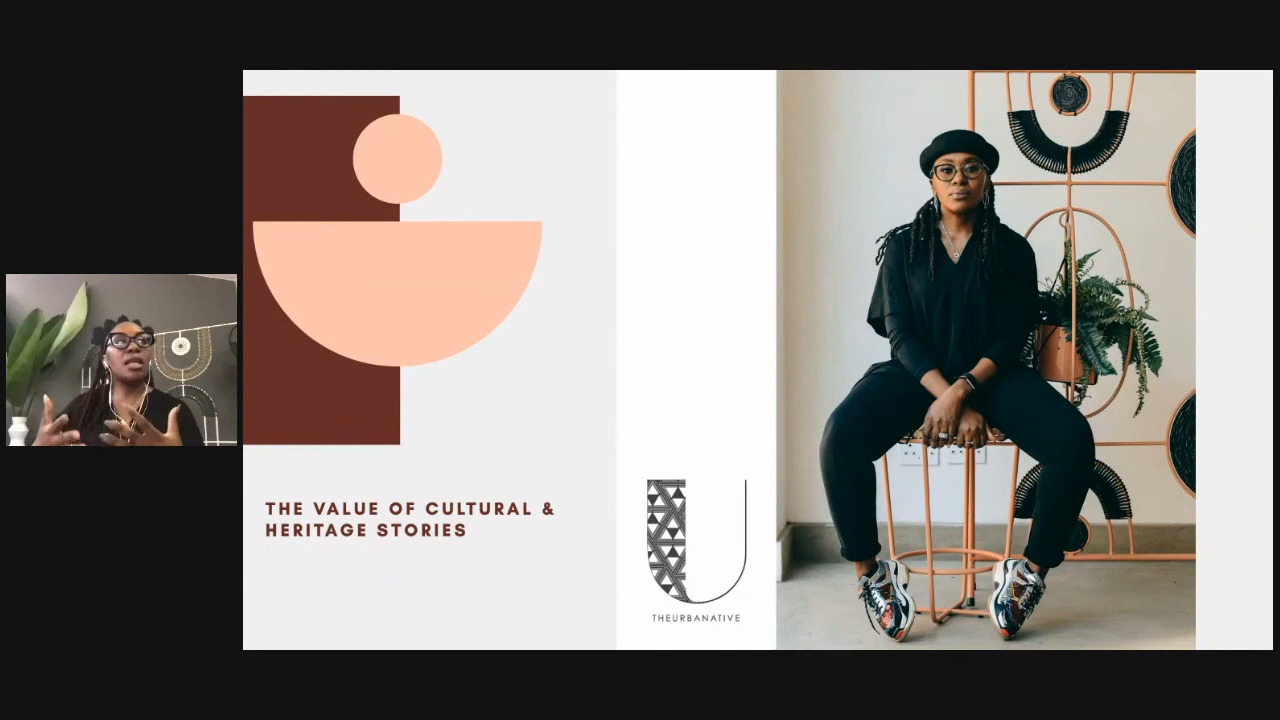 THE VALUE OF CULTURAL &
HERITAGE STORIES
THEURBANATIVE